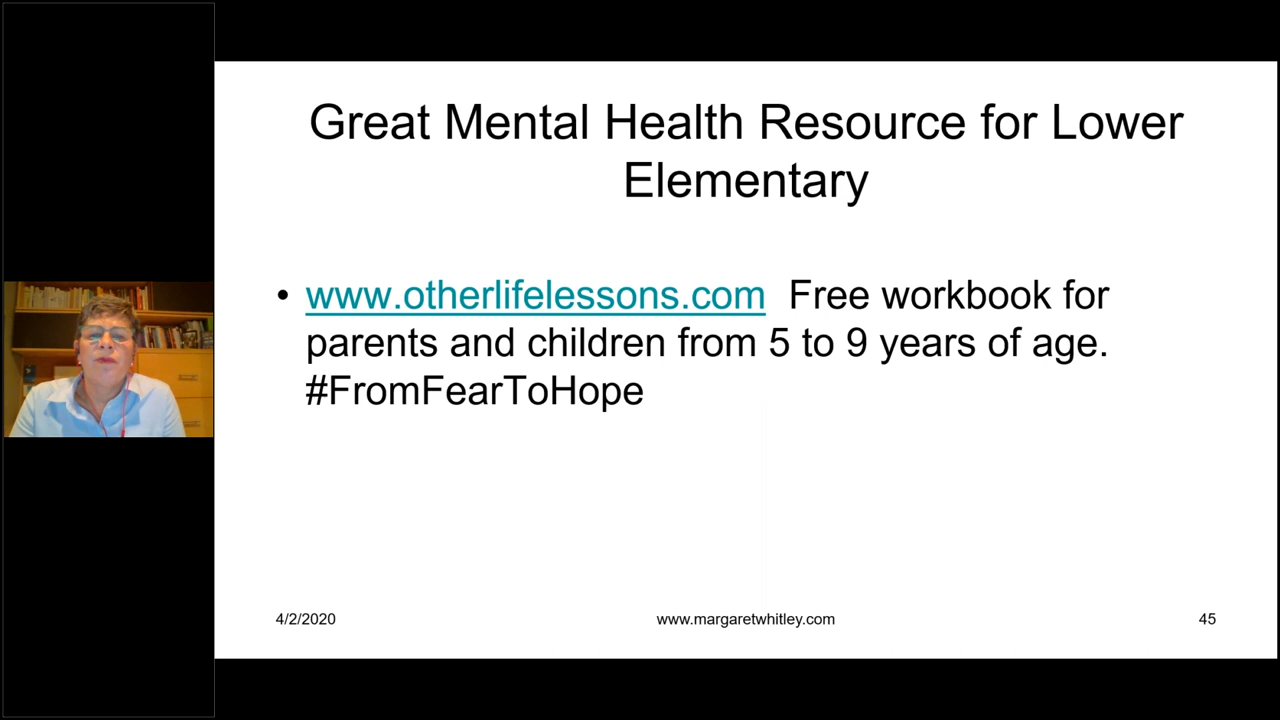 Great Mental Health Resource for Lower
Elementary
• www.otherlifelessons.com Free workbook for
parents and children from 5 to 9 years of age.
#FromFearToHope
4/2/2020 www.margaretwhitley.com 45